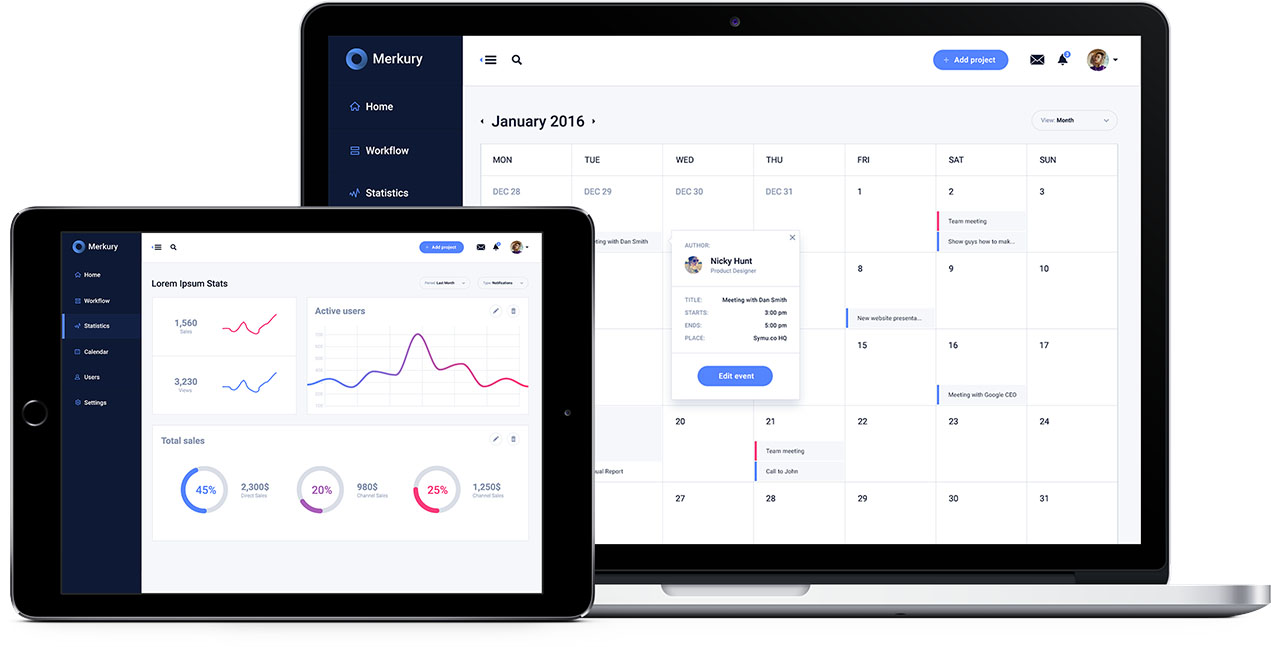 Merkury
Home
Workflow
Statistics
+ Add project
3
January 2016
View: Month
MON TUE WED THU FRI SAT SUN
DEC 28 DEC 29 DEC 30 DEC 31 1 2 3
Team meeting
Show guys how to mak...
ting with Dan Smith
AUTHOR:
Nicky Hunt
Product Designer
TITLE: Meeting with Dan Smith
STARTS: 3:00 pm
ENDS: 5:00 pm
PLACE: Symu.co HQ
Edit event
8 9 10
New website presenta...
15 16 17
Meeting with Google CEO
20 21 22 23 24
Team meeting
Call to John
ual Report
27 28 29 30 31
Merkury
Home
Workflow
Statistics
Calendar
Users
Settings
+ Add project
Lorem Ipsum Stats
Period: Last Month
Type: Notifications
1,560
Sales
3,230
Views
Active users
Total sales
45% 2,300$
Direct Sales
20% 980$
Channel Sales
25% 1,250$
Channel Sales